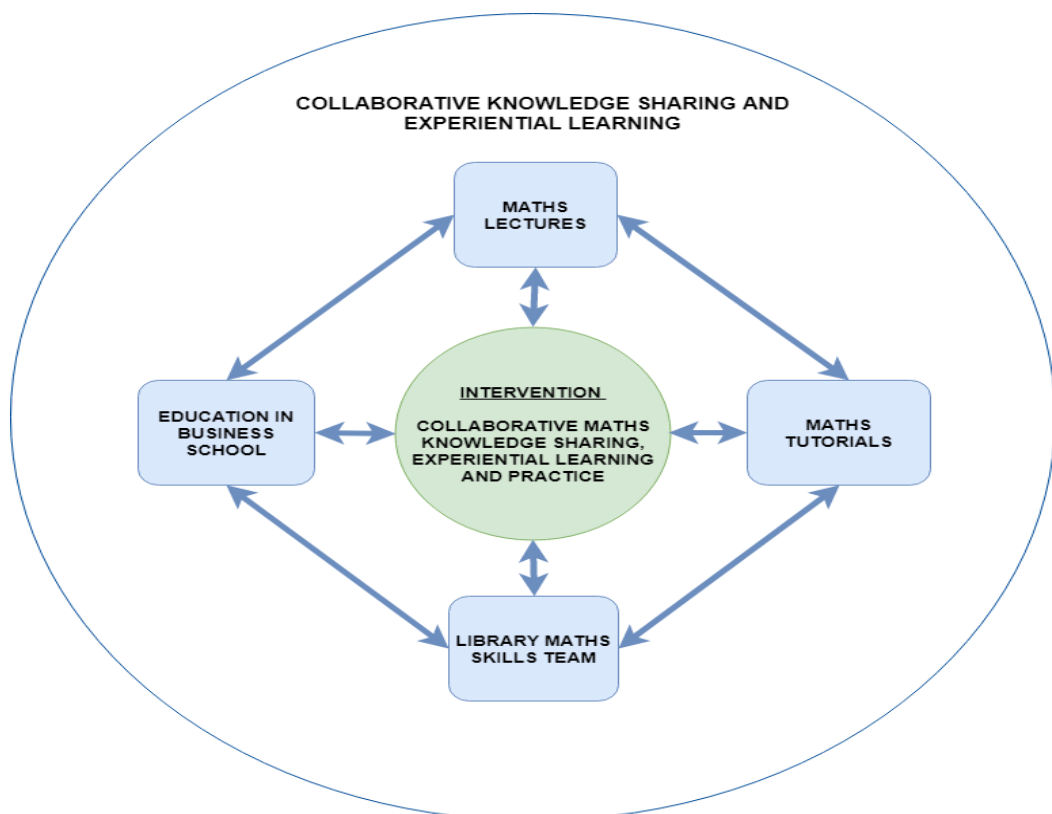 COLLABORATIVE KNOWLEDGE SHARING AND
EXPERIENTIAL LEARNING
MATHS
LECTURES
EDUCATION IN
BUSINESS
SCHOOL
INTERVENTION
COLLABORATIVE MATHS
KNOWLEDGE SHARING,
EXPERIENTIAL LEARNING
AND PRACTICE
MATHS
TUTORIALS
LIBRARY MATHS
SKILLS TEAM